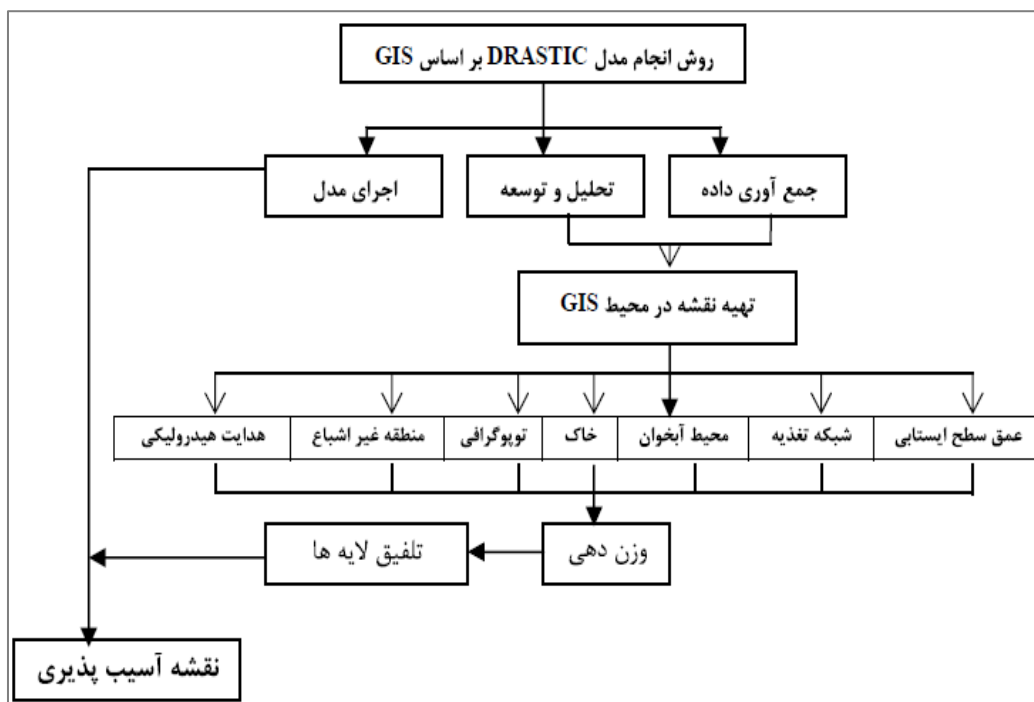 روش انجام مدل DRASTIC بر اساس GIS
جمع آوری داده
تحلیل و توسعه
اجرای مدل
تهیه نقشه در محیط GIS
عمق سطح ایستابی
شبکه تغذیه
محیط آبخوان
خاک
توپوگرافی
منطقه غیر اشباع
هدایت هیدرولیکی
وزن دهی
تلفیق لایه ها
نقشه آسیب پذیری